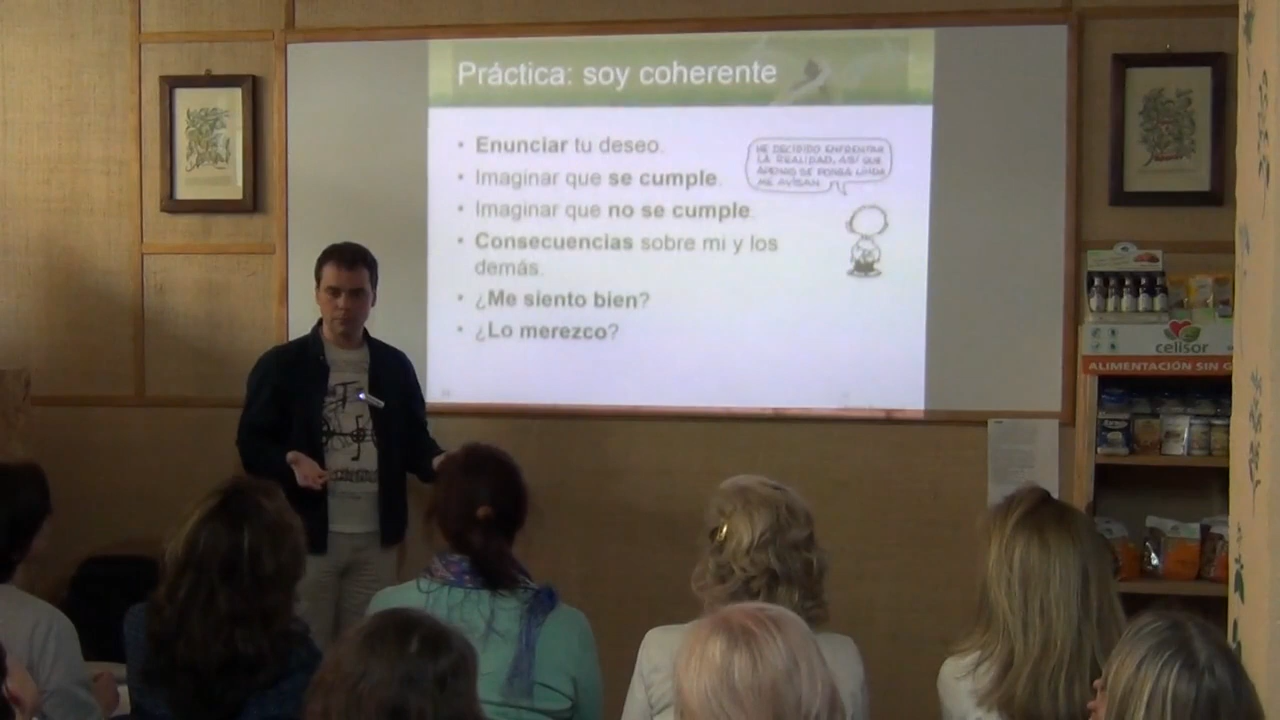 Práctica: soy coherente
• Enunciar tu deseo.
• Imaginar que se cumple.
• Imaginar que no se cumple.
• Consecuencias sobre mi y los
demás.
• ¿Me siento bien?
• ¿Lo merezco?
HE DECIDIDO ENFRENTAR
LA REALIDAD, ASÍ QUE
APENAS SE PONGA LINDA
ME AVISAN.
celisor
ALIMENTACIÓN SIN G